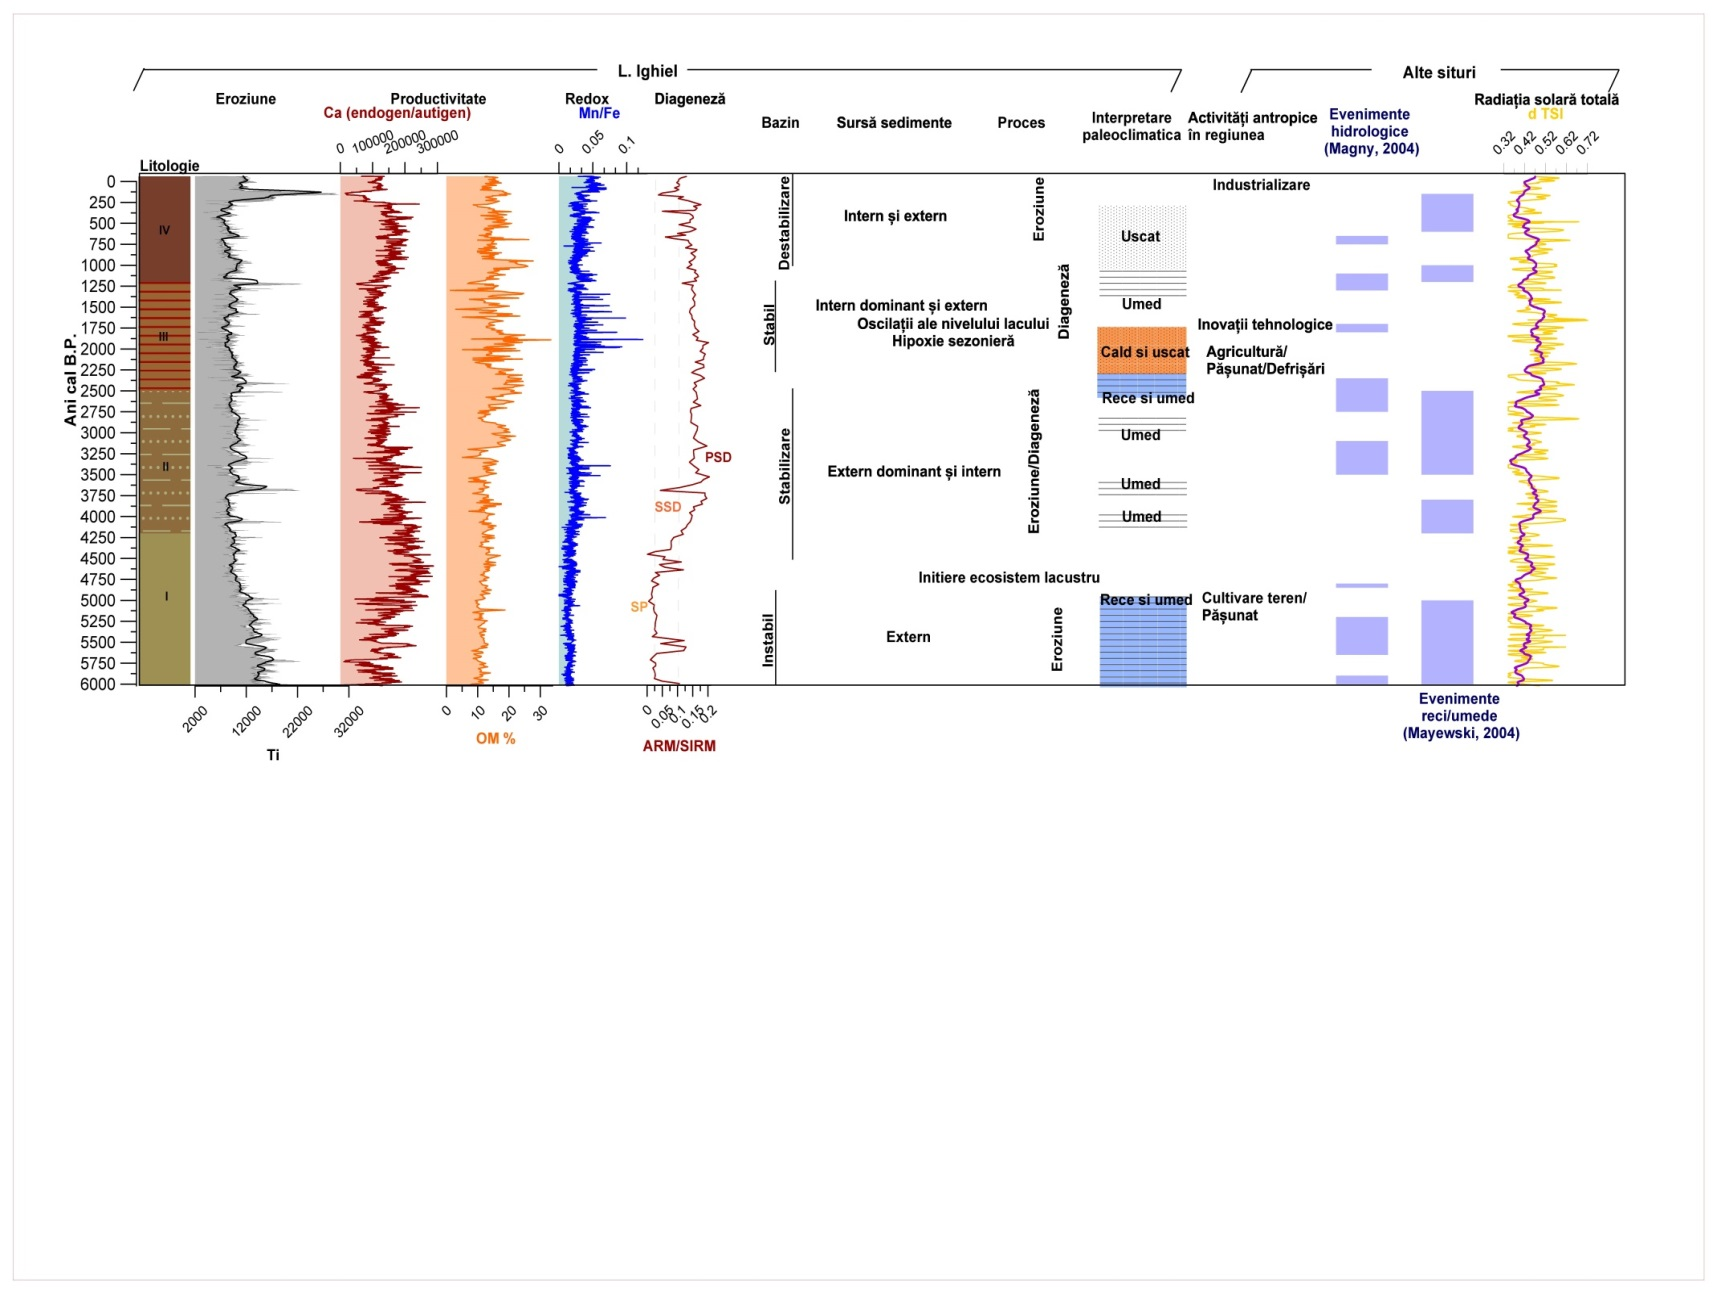 L. Ighiel
Alte situri
Eroziune
Productivitate
Redox
Diageneză
Radiația solară totală
Ca (endogen/autigen)
Mn/Fe
d TSI
Bazin
Sursă sedimente
Proces
Interpretare
paleoclimatica
Activități antropice
în regiunea
Evenimente
hidrologice
(Magny, 2004)
0 100000 200000 300000
0 0.05 0.1
0.32 0.42 0.52 0.62 0.72
Litologie
Ani cal B.P.
0
250
500
750
1000
1250
1500
1750
2000
2250
2500
2750
3000
3250
3500
3750
4000
4250
4500
4750
5000
5250
5500
5750
6000
IV
III
II
I
PSD
SSD
SP
Destabilizare
Stabil
Stabilizare
Instabil
Intern și extern
Intern dominant și extern
Oscilații ale nivelului lacului
Hipoxie sezonieră
Extern dominant și intern
Initiere ecosistem lacustru
Extern
Eroziune
Diageneză
Eroziune/Diageneză
Eroziune
Uscat
Umed
Cald si uscat
Rece si umed
Umed
Umed
Umed
Rece si umed
Industrializare
Inovații tehnologice
Agricultură/
Pășunat/Defrișări
Cultivare teren/
Pășunat
2000 12000 22000 32000
Ti
0 10 20 30
OM %
0 0.05 0.1 0.15 0.2
ARM/SIRM
Evenimente
reci/umede
(Mayewski, 2004)